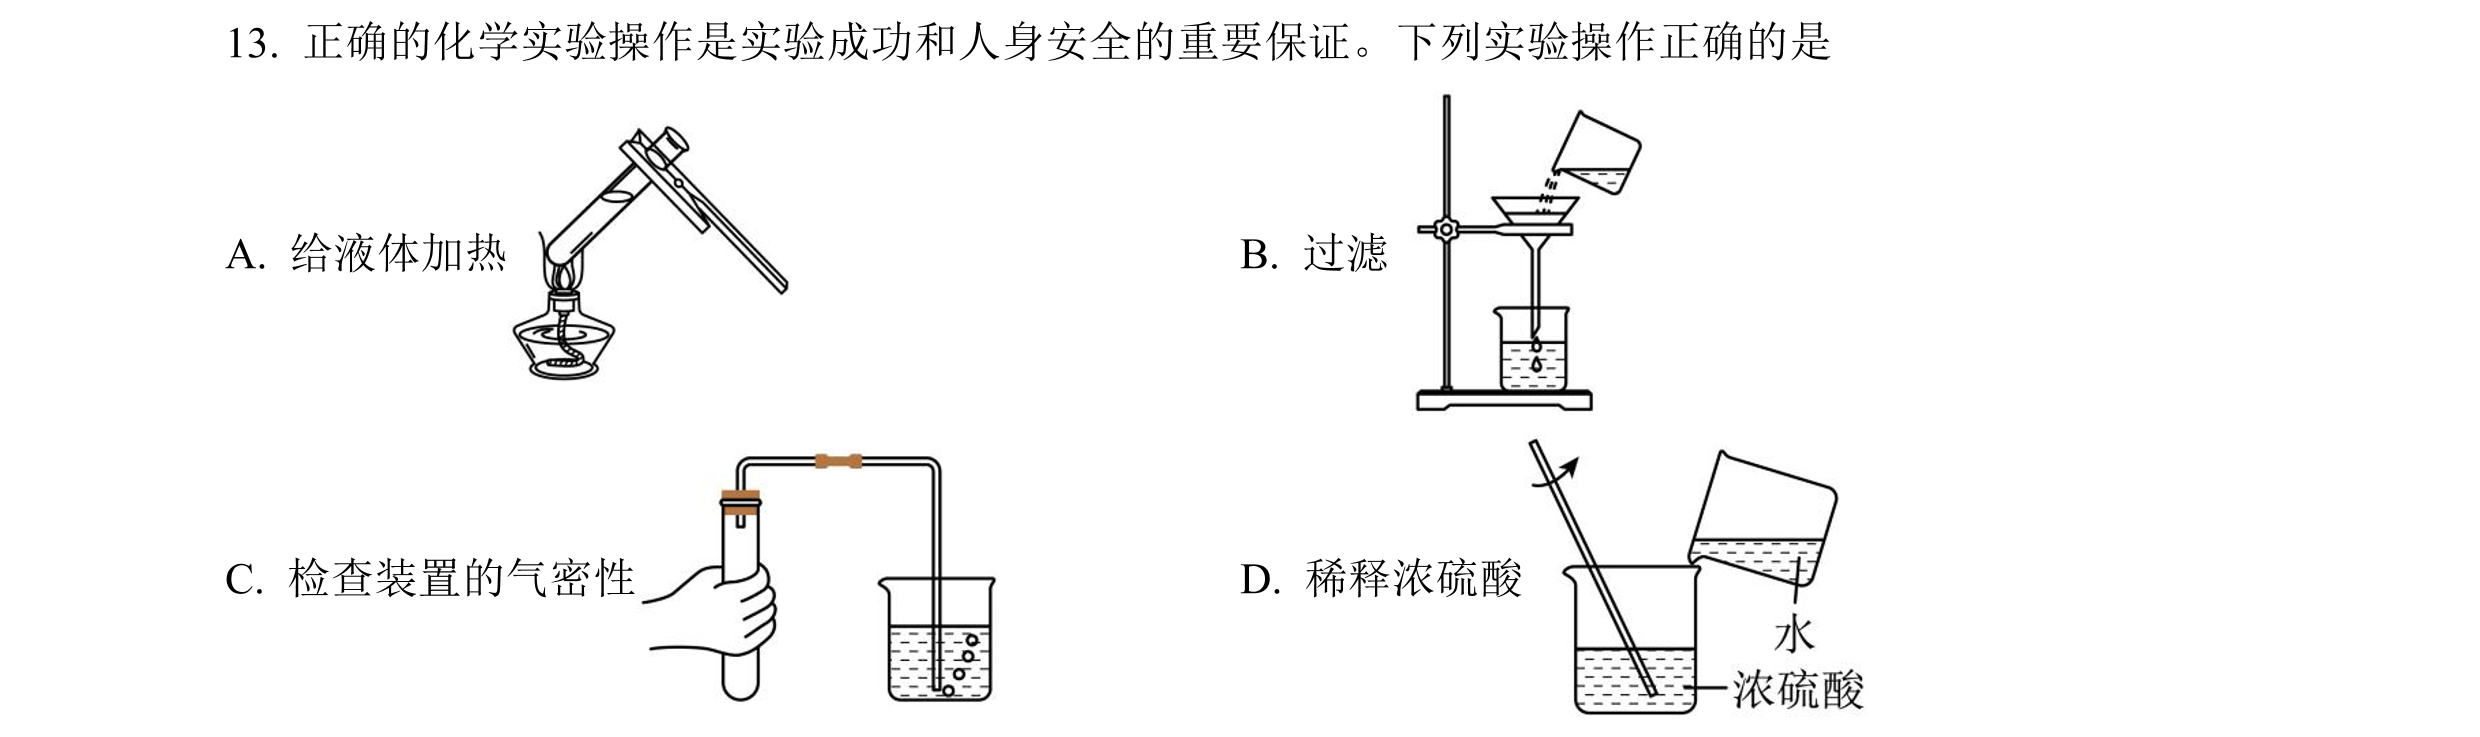 13. 正确的化学实验操作是实验成功和人身安全的重要保证。下列实验操作正确的是
A. 给液体加热
B. 过滤
C. 检查装置的气密性
D. 稀释浓硫酸
水
浓硫酸